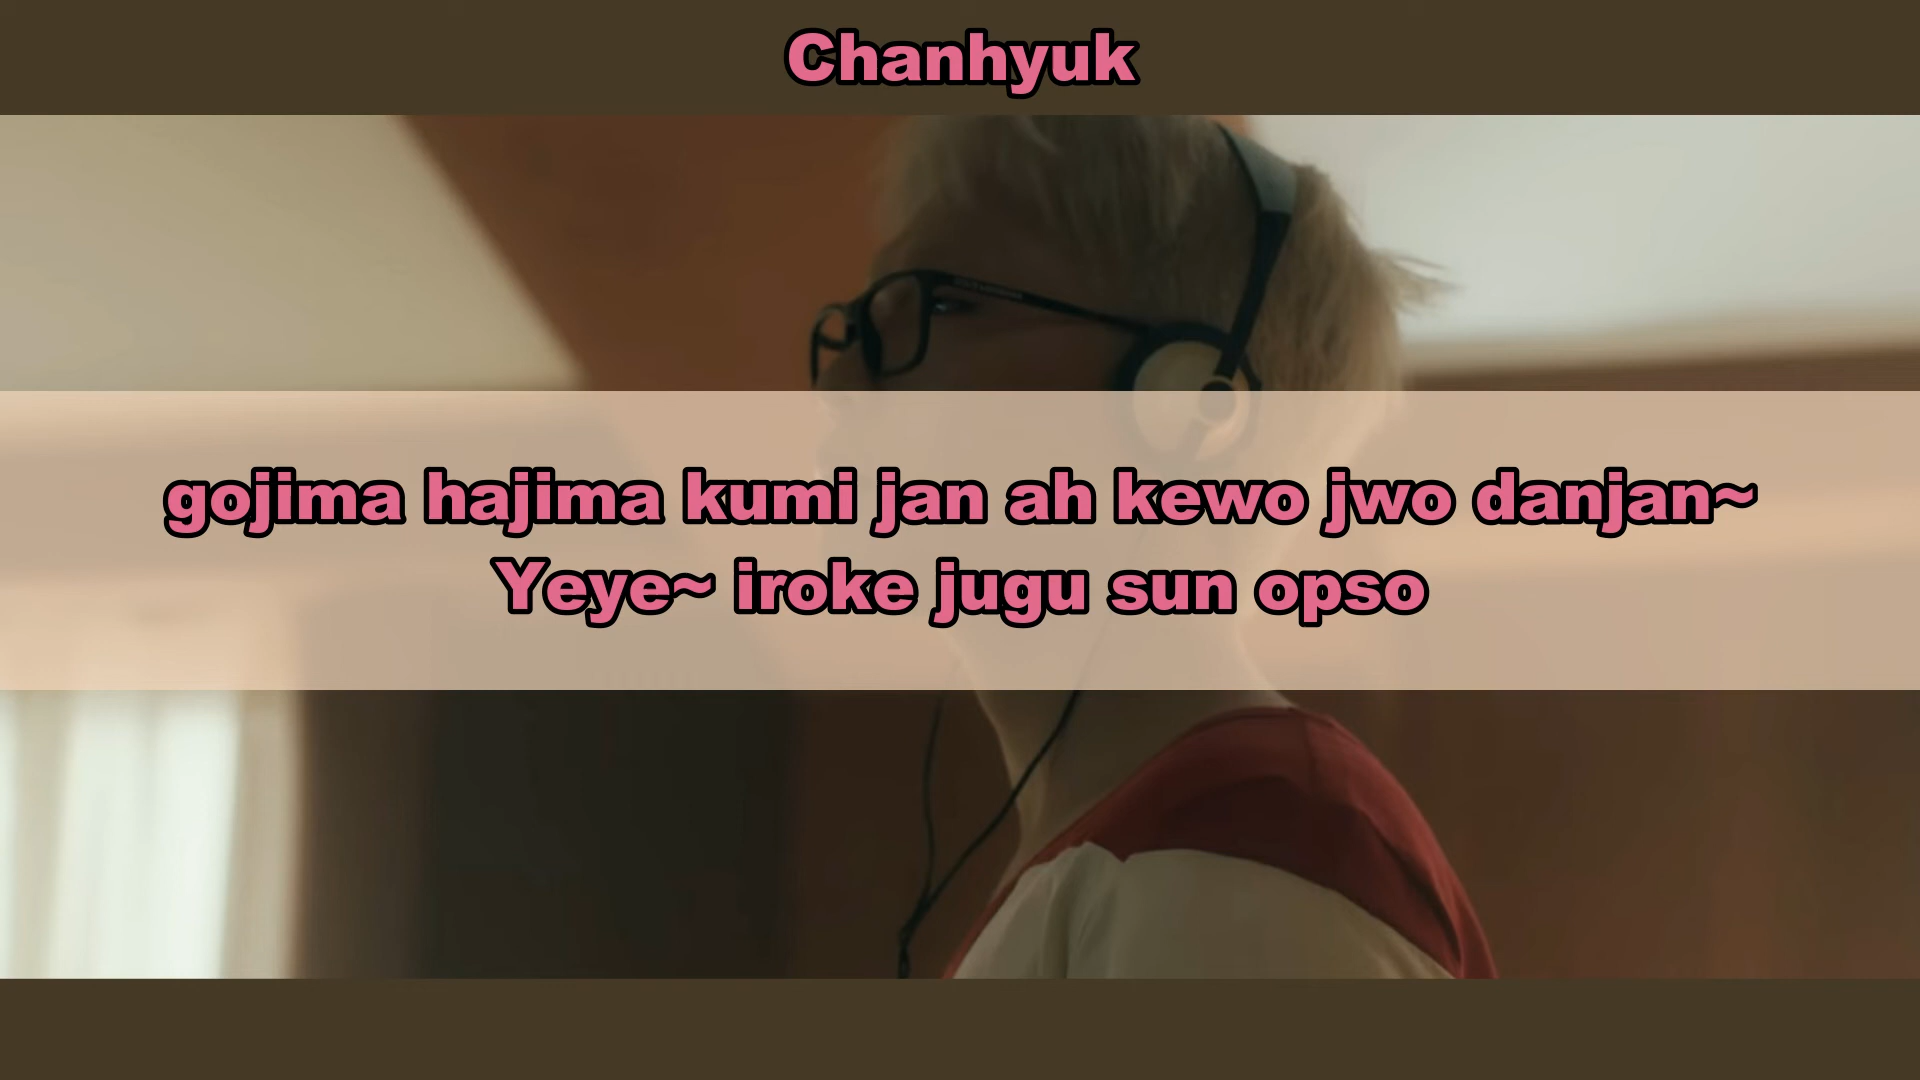 Chanhyuk
gojima hajima kumi jan ah kewo jwo danjan~
Yeye~ iroke jugu sun opso